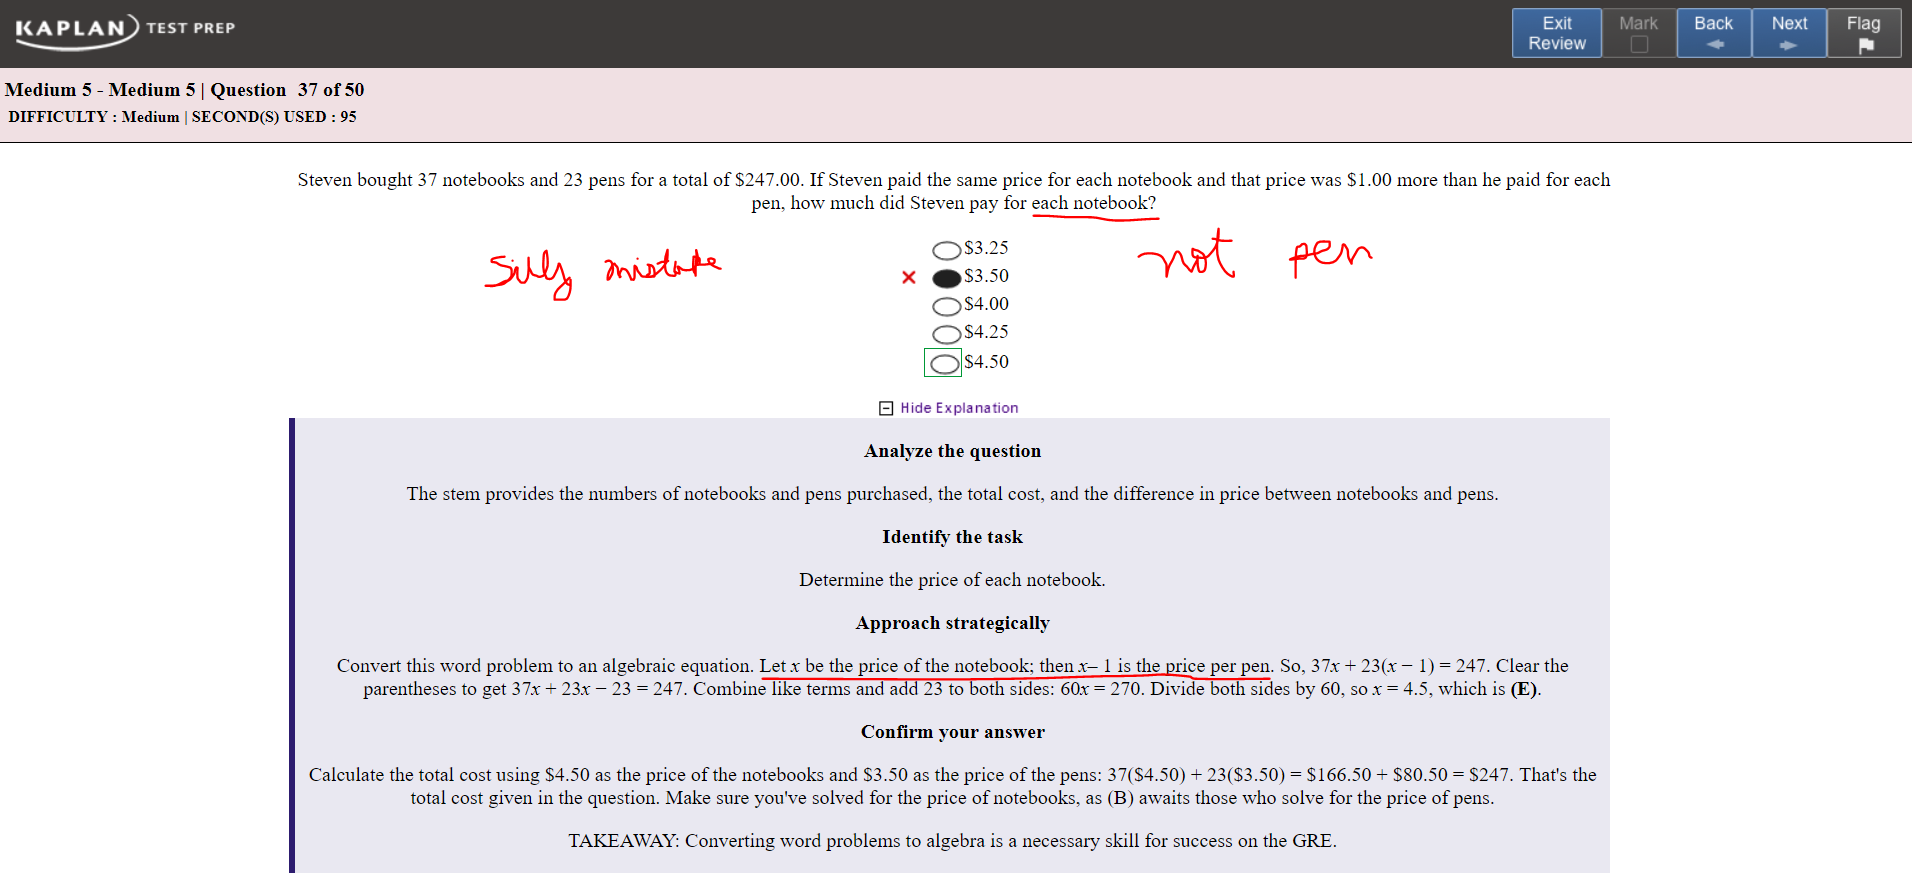 KAPLAN TEST PREP
Exit Review
Mark
Back
Next
Flag
Medium 5 - Medium 5 | Question 37 of 50
DIFFICULTY : Medium | SECOND(S) USED : 95
Steven bought 37 notebooks and 23 pens for a total of $247.00. If Steven paid the same price for each notebook and that price was $1.00 more than he paid for each
pen, how much did Steven pay for each notebook?
silly mistake
not pen
$3.25
$3.50
$4.00
$4.25
$4.50
Hide Explanation
Analyze the question
The stem provides the numbers of notebooks and pens purchased, the total cost, and the difference in price between notebooks and pens.
Identify the task
Determine the price of each notebook.
Approach strategically
Convert this word problem to an algebraic equation. Let x be the price of the notebook; then x– 1 is the price per pen. So, 37x + 23(x − 1) = 247. Clear the
parentheses to get 37x + 23x − 23 = 247. Combine like terms and add 23 to both sides: 60x = 270. Divide both sides by 60, so x = 4.5, which is (E).
Confirm your answer
Calculate the total cost using $4.50 as the price of the notebooks and $3.50 as the price of the pens: 37($4.50) + 23($3.50) = $166.50 + $80.50 = $247. That's the
total cost given in the question. Make sure you've solved for the price of notebooks, as (B) awaits those who solve for the price of pens.
TAKEAWAY: Converting word problems to algebra is a necessary skill for success on the GRE.